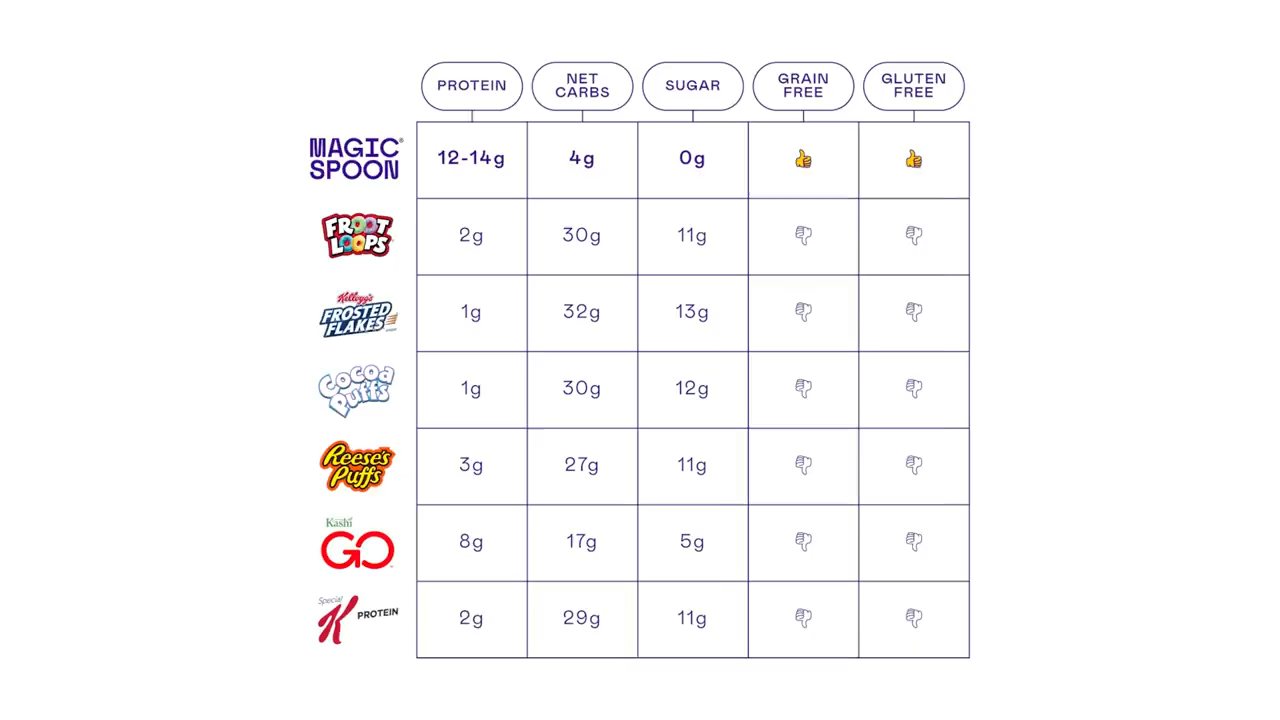 PROTEIN
NET
CARBS
SUGAR
GRAIN
FREE
GLUTEN
FREE
MAGIC
SPOON
12-14g
4g
0g
FROOT
LOOPS
2g
30g
11g
Kellogg's
FROSTED
FLAKES
1g
32g
13g
Cocoa
Puffs
1g
30g
12g
Reese's
Puffs
3g
27g
11g
Kashi
GO
8g
17g
5g
Special
K PROTEIN
2g
29g
11g